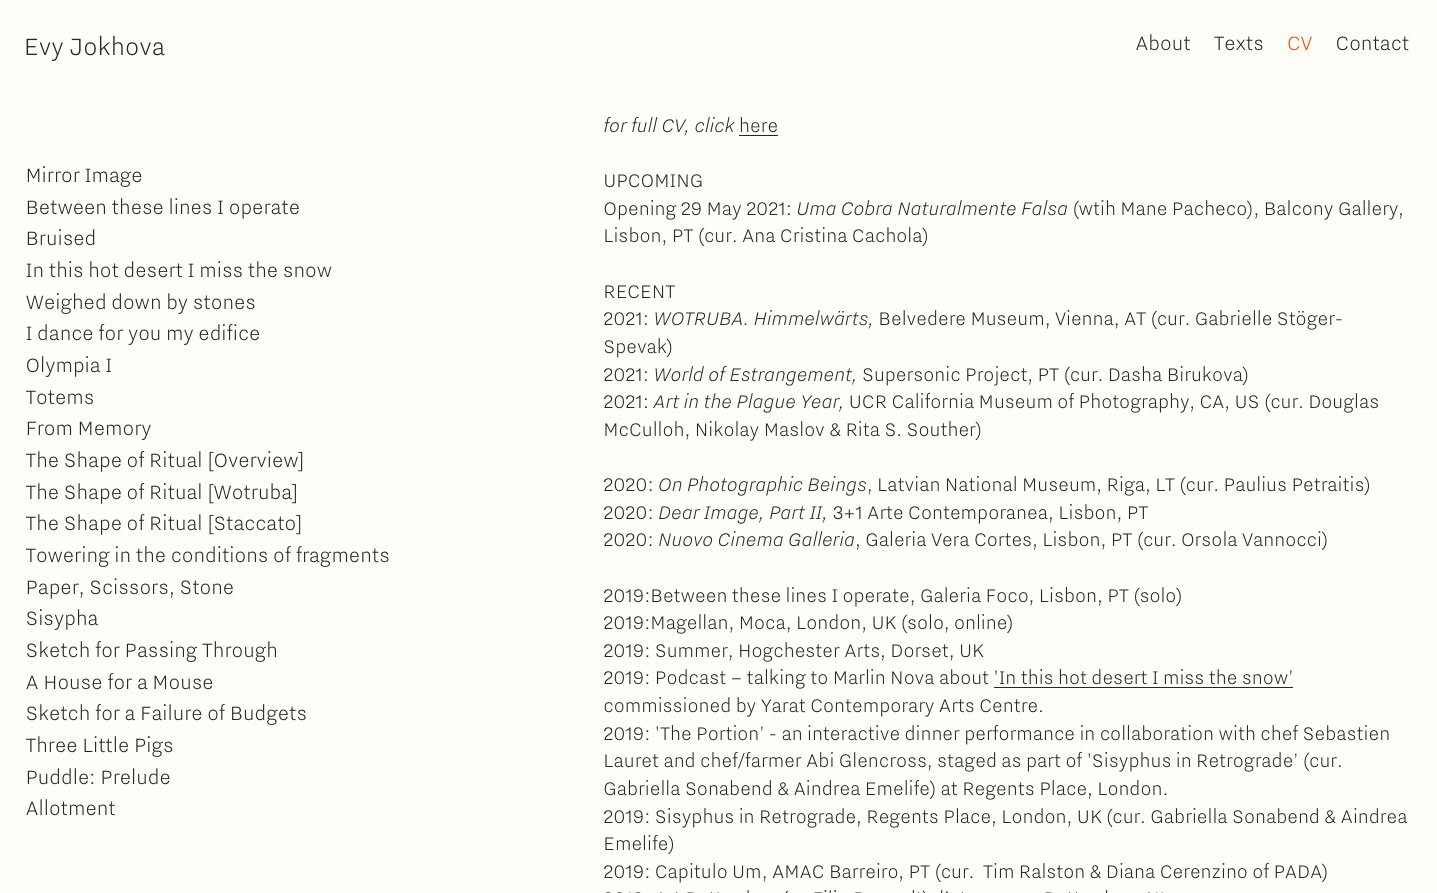 Evy Jokhova
About Texts CV Contact
for full CV, click here
Mirror Image
Between these lines I operate
Bruised
In this hot desert I miss the snow
Weighed down by stones
I dance for you my edifice
Olympia I
Totems
From Memory
The Shape of Ritual [Overview]
The Shape of Ritual [Wotruba]
The Shape of Ritual [Staccato]
Towering in the conditions of fragments
Paper, Scissors, Stone
Sisypha
Sketch for Passing Through
A House for a Mouse
Sketch for a Failure of Budgets
Three Little Pigs
Puddle: Prelude
Allotment
UPCOMING
Opening 29 May 2021: Uma Cobra Naturalmente Falsa (wtih Mane Pacheco), Balcony Gallery,
Lisbon, PT (cur. Ana Cristina Cachola)
RECENT
2021: WOTRUBA. Himmelwärts, Belvedere Museum, Vienna, AT (cur. Gabrielle Stöger-
Spevak)
2021: World of Estrangement, Supersonic Project, PT (cur. Dasha Birukova)
2021: Art in the Plague Year, UCR California Museum of Photography, CA, US (cur. Douglas
McCulloh, Nikolay Maslov & Rita S. Souther)
2020: On Photographic Beings, Latvian National Museum, Riga, LT (cur. Paulius Petraitis)
2020: Dear Image, Part II, 3+1 Arte Contemporanea, Lisbon, PT
2020: Nuovo Cinema Galleria, Galeria Vera Cortes, Lisbon, PT (cur. Orsola Vannocci)
2019:Between these lines I operate, Galeria Foco, Lisbon, PT (solo)
2019:Magellan, Moca, London, UK (solo, online)
2019: Summer, Hogchester Arts, Dorset, UK
2019: Podcast – talking to Marlin Nova about 'In this hot desert I miss the snow'
commissioned by Yarat Contemporary Arts Centre.
2019: 'The Portion' - an interactive dinner performance in collaboration with chef Sebastien
Lauret and chef/farmer Abi Glencross, staged as part of 'Sisyphus in Retrograde' (cur.
Gabriella Sonabend & Aindrea Emelife) at Regents Place, London.
2019: Sisyphus in Retrograde, Regents Place, London, UK (cur. Gabriella Sonabend & Aindrea
Emelife)
2019: Capitulo Um, AMAC Barreiro, PT (cur. Tim Ralston & Diana Cerenzino of PADA)